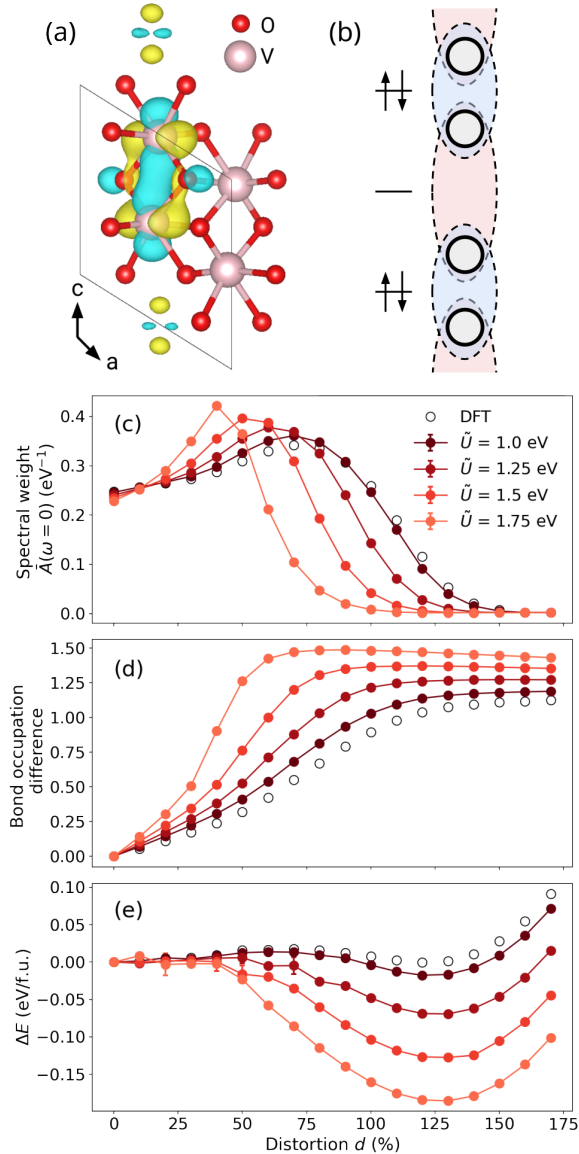 (a)
O
V
c
a
(b)
(c)
Spectral weight
Ā(ω = 0) (eV⁻¹)
0.4
0.3
0.2
0.1
0.0
DFT
Ũ = 1.0 eV
Ũ = 1.25 eV
Ũ = 1.5 eV
Ũ = 1.75 eV
(d)
Bond occupation
difference
1.50
1.25
1.00
0.75
0.50
0.25
0.00
(e)
ΔE (eV/f.u.)
0.10
0.05
0.00
−0.05
−0.10
−0.15
0 25 50 75 100 125 150 175
Distortion d (%)